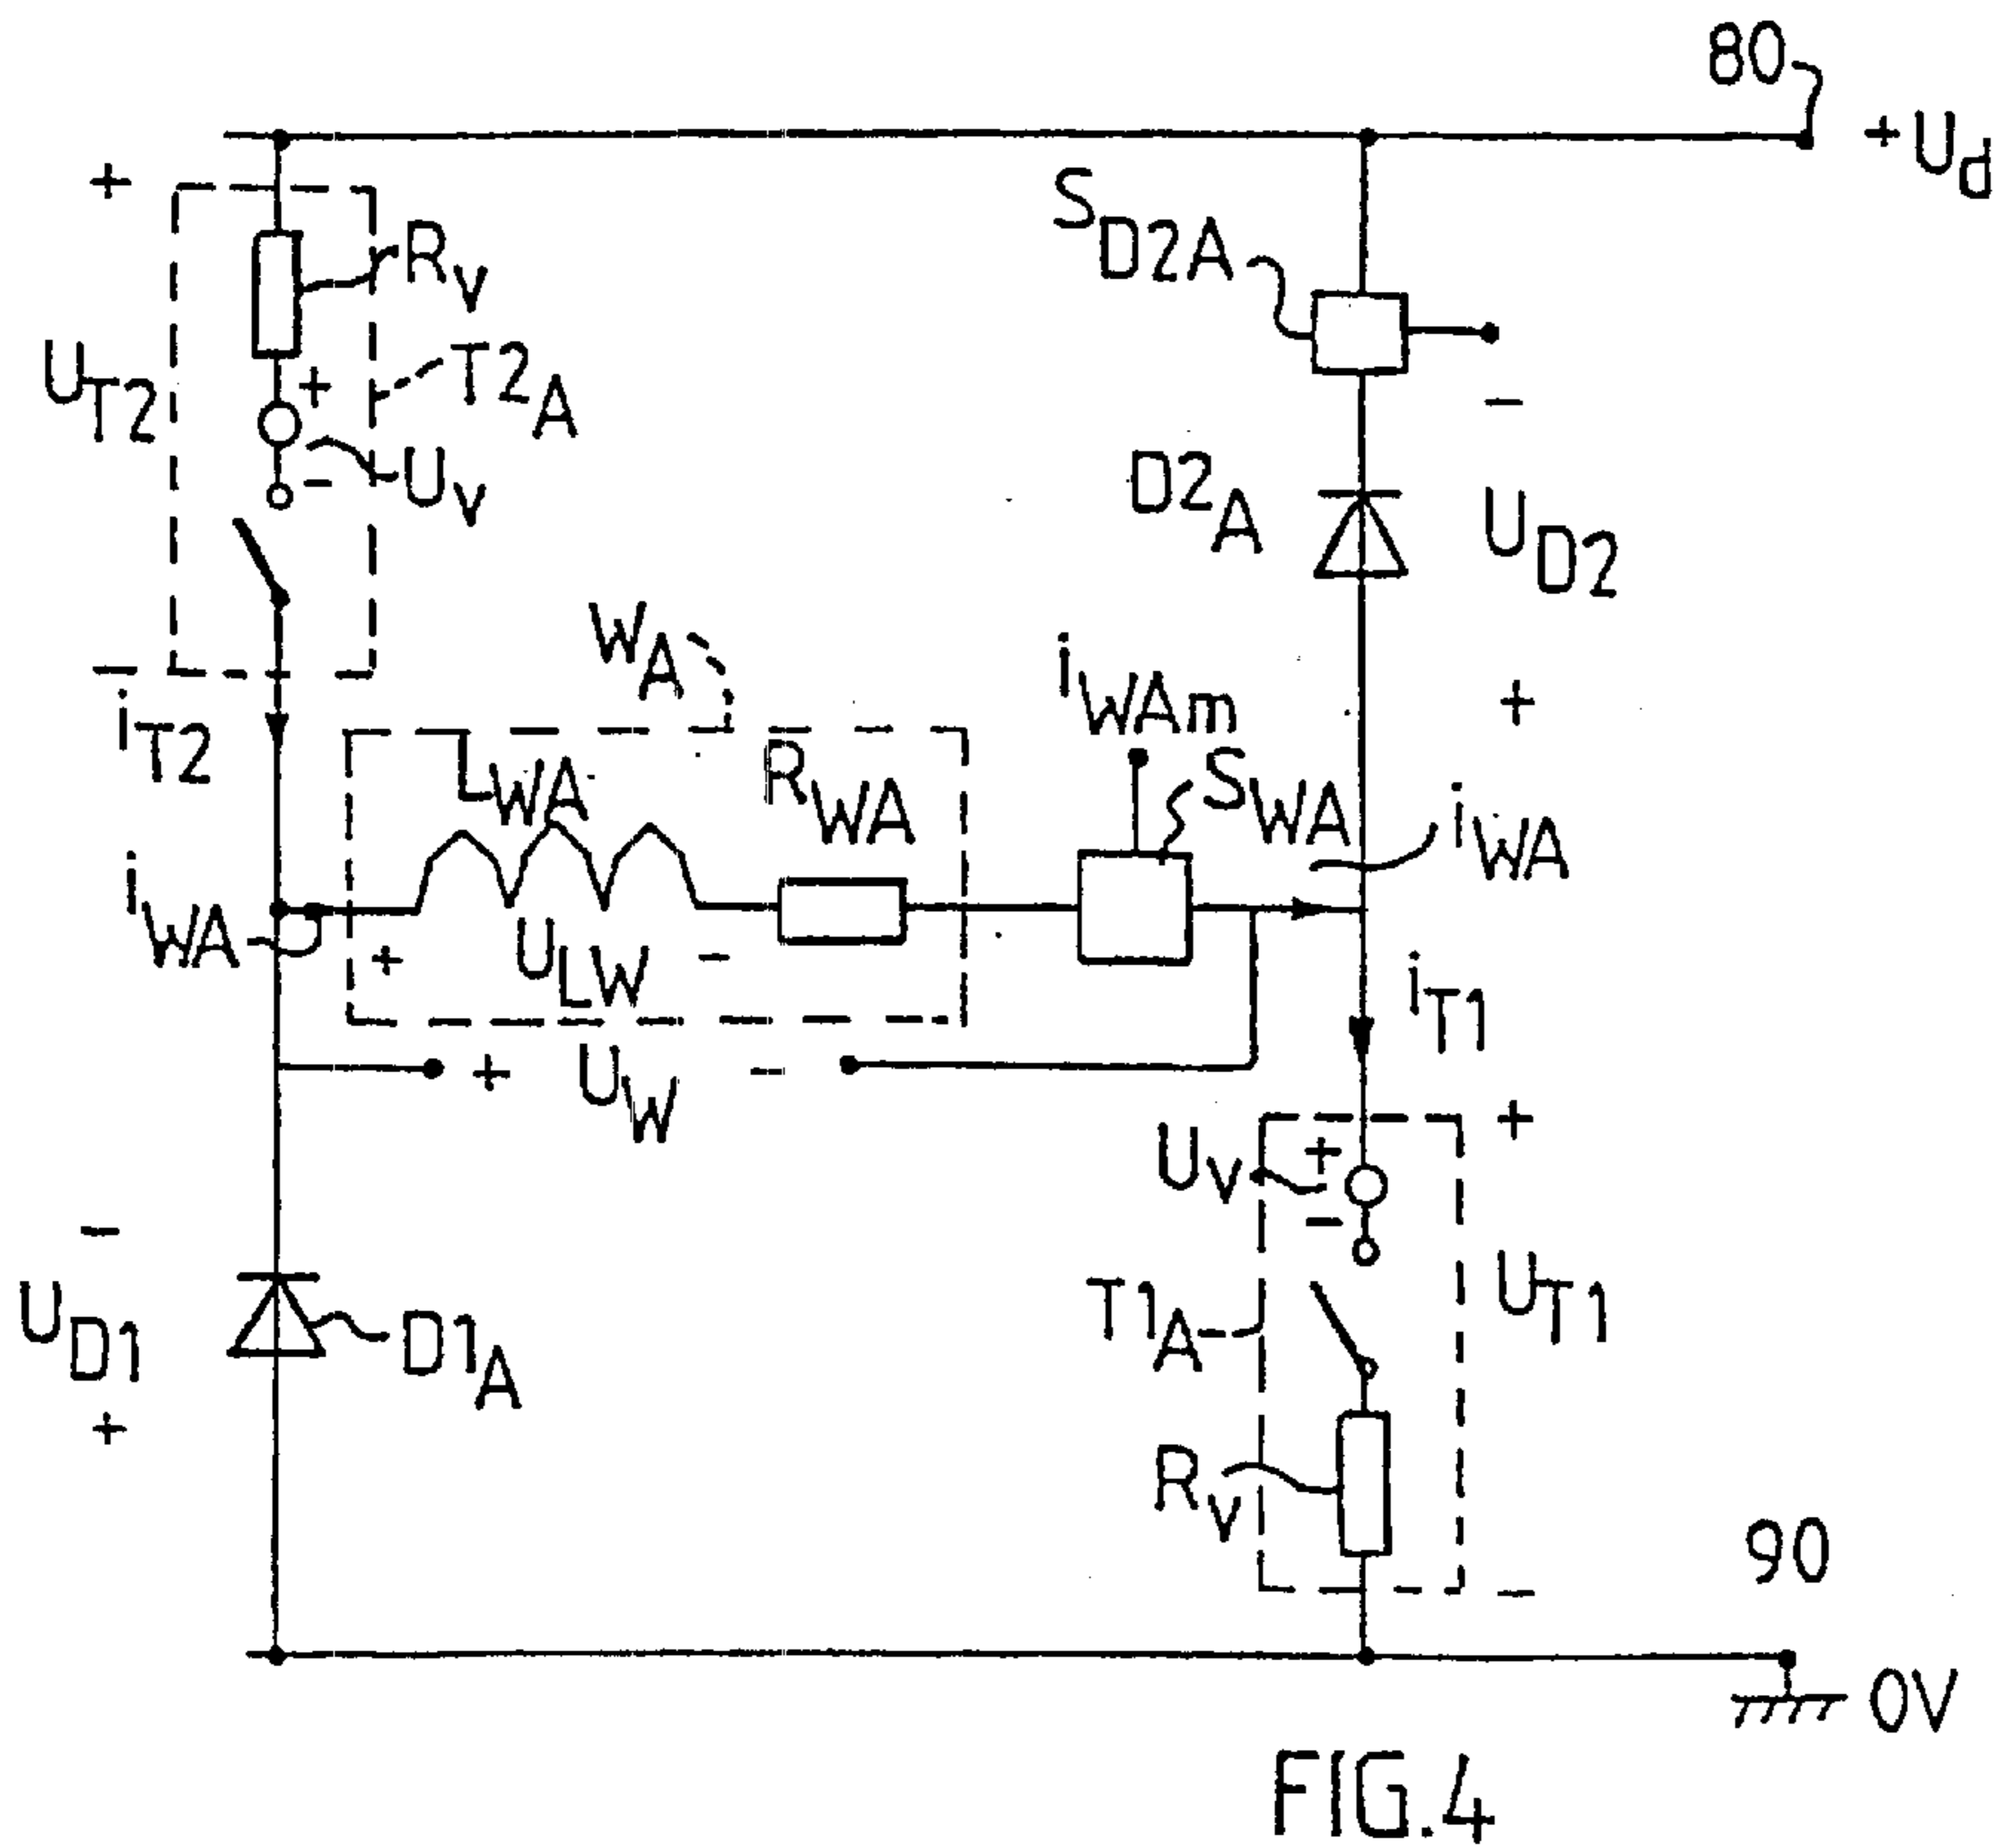 80
+Ud
+
SD2A
Rv
UT2
+
T2A
-
Uv
-
D2A
UD2
WA
iWAm
-
+
iT2
LWA
RWA
SWA
iWA
iWA
+ ULW -
iT1
+ UW -
+
Uv
+
-
-
UD1
D1A
T1A
UT1
+
Rv
90
-
0V
FIG.4